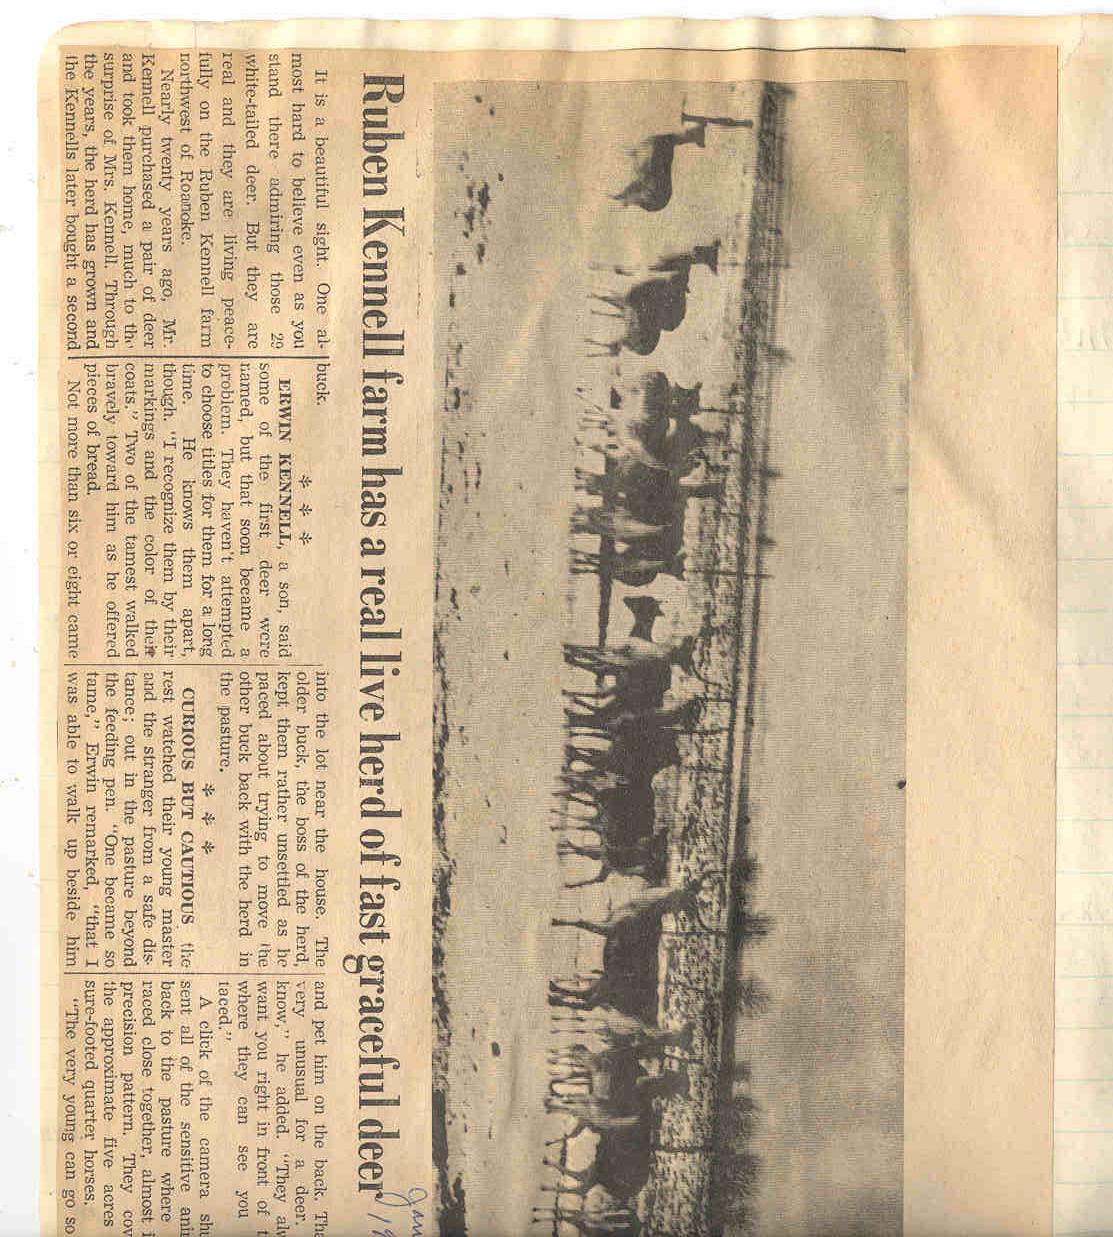 Ruben Kennell farm has a real live herd of fast graceful deer
Jan
It is a beautiful sight. One al-
most hard to believe even as you
stand there admiring those 29
white-tailed deer. But they are
real and they are living peace-
fully on the Ruben Kennell farm
northwest of Roanoke.
Nearly twenty years ago, Mr.
Kennell purchased a pair of deer
and took them home, much to the
surprise of Mrs. Kennell. Through
the years, the herd has grown and
the Kennells later bought a second
buck.
* * *
ERWIN KENNELL, a son, said
some of the first deer were
named, but that soon became a
problem. They haven't attempted
to choose titles for them for a long
time. He knows them apart,
though. "I recognize them by their
markings and the color of their
coats." Two of the tamest walked
bravely toward him as he offered
pieces of bread.
Not more than six or eight came
into the lot near the house. The
older buck, the boss of the herd,
kept them rather unsettled as he
paced about trying to move the
other buck back with the herd in
the pasture.
* * *
CURIOUS BUT CAUTIOUS the
rest watched their young master
and the stranger from a safe dis-
tance; out in the pasture beyond
the feeding pen. "One became so
tame," Erwin remarked, "that I
was able to walk up beside him
and pet him on the back. Tha
very unusual for a deer.
know," he added. "They alw
want you right in front of t
where they can see you
faced."
A click of the camera shu
sent all of the sensitive ani
back to the pasture where
raced close together, almost i
precision pattern. They cov
the approximate five acres
sure-footed quarter horses.
"The very young can go so